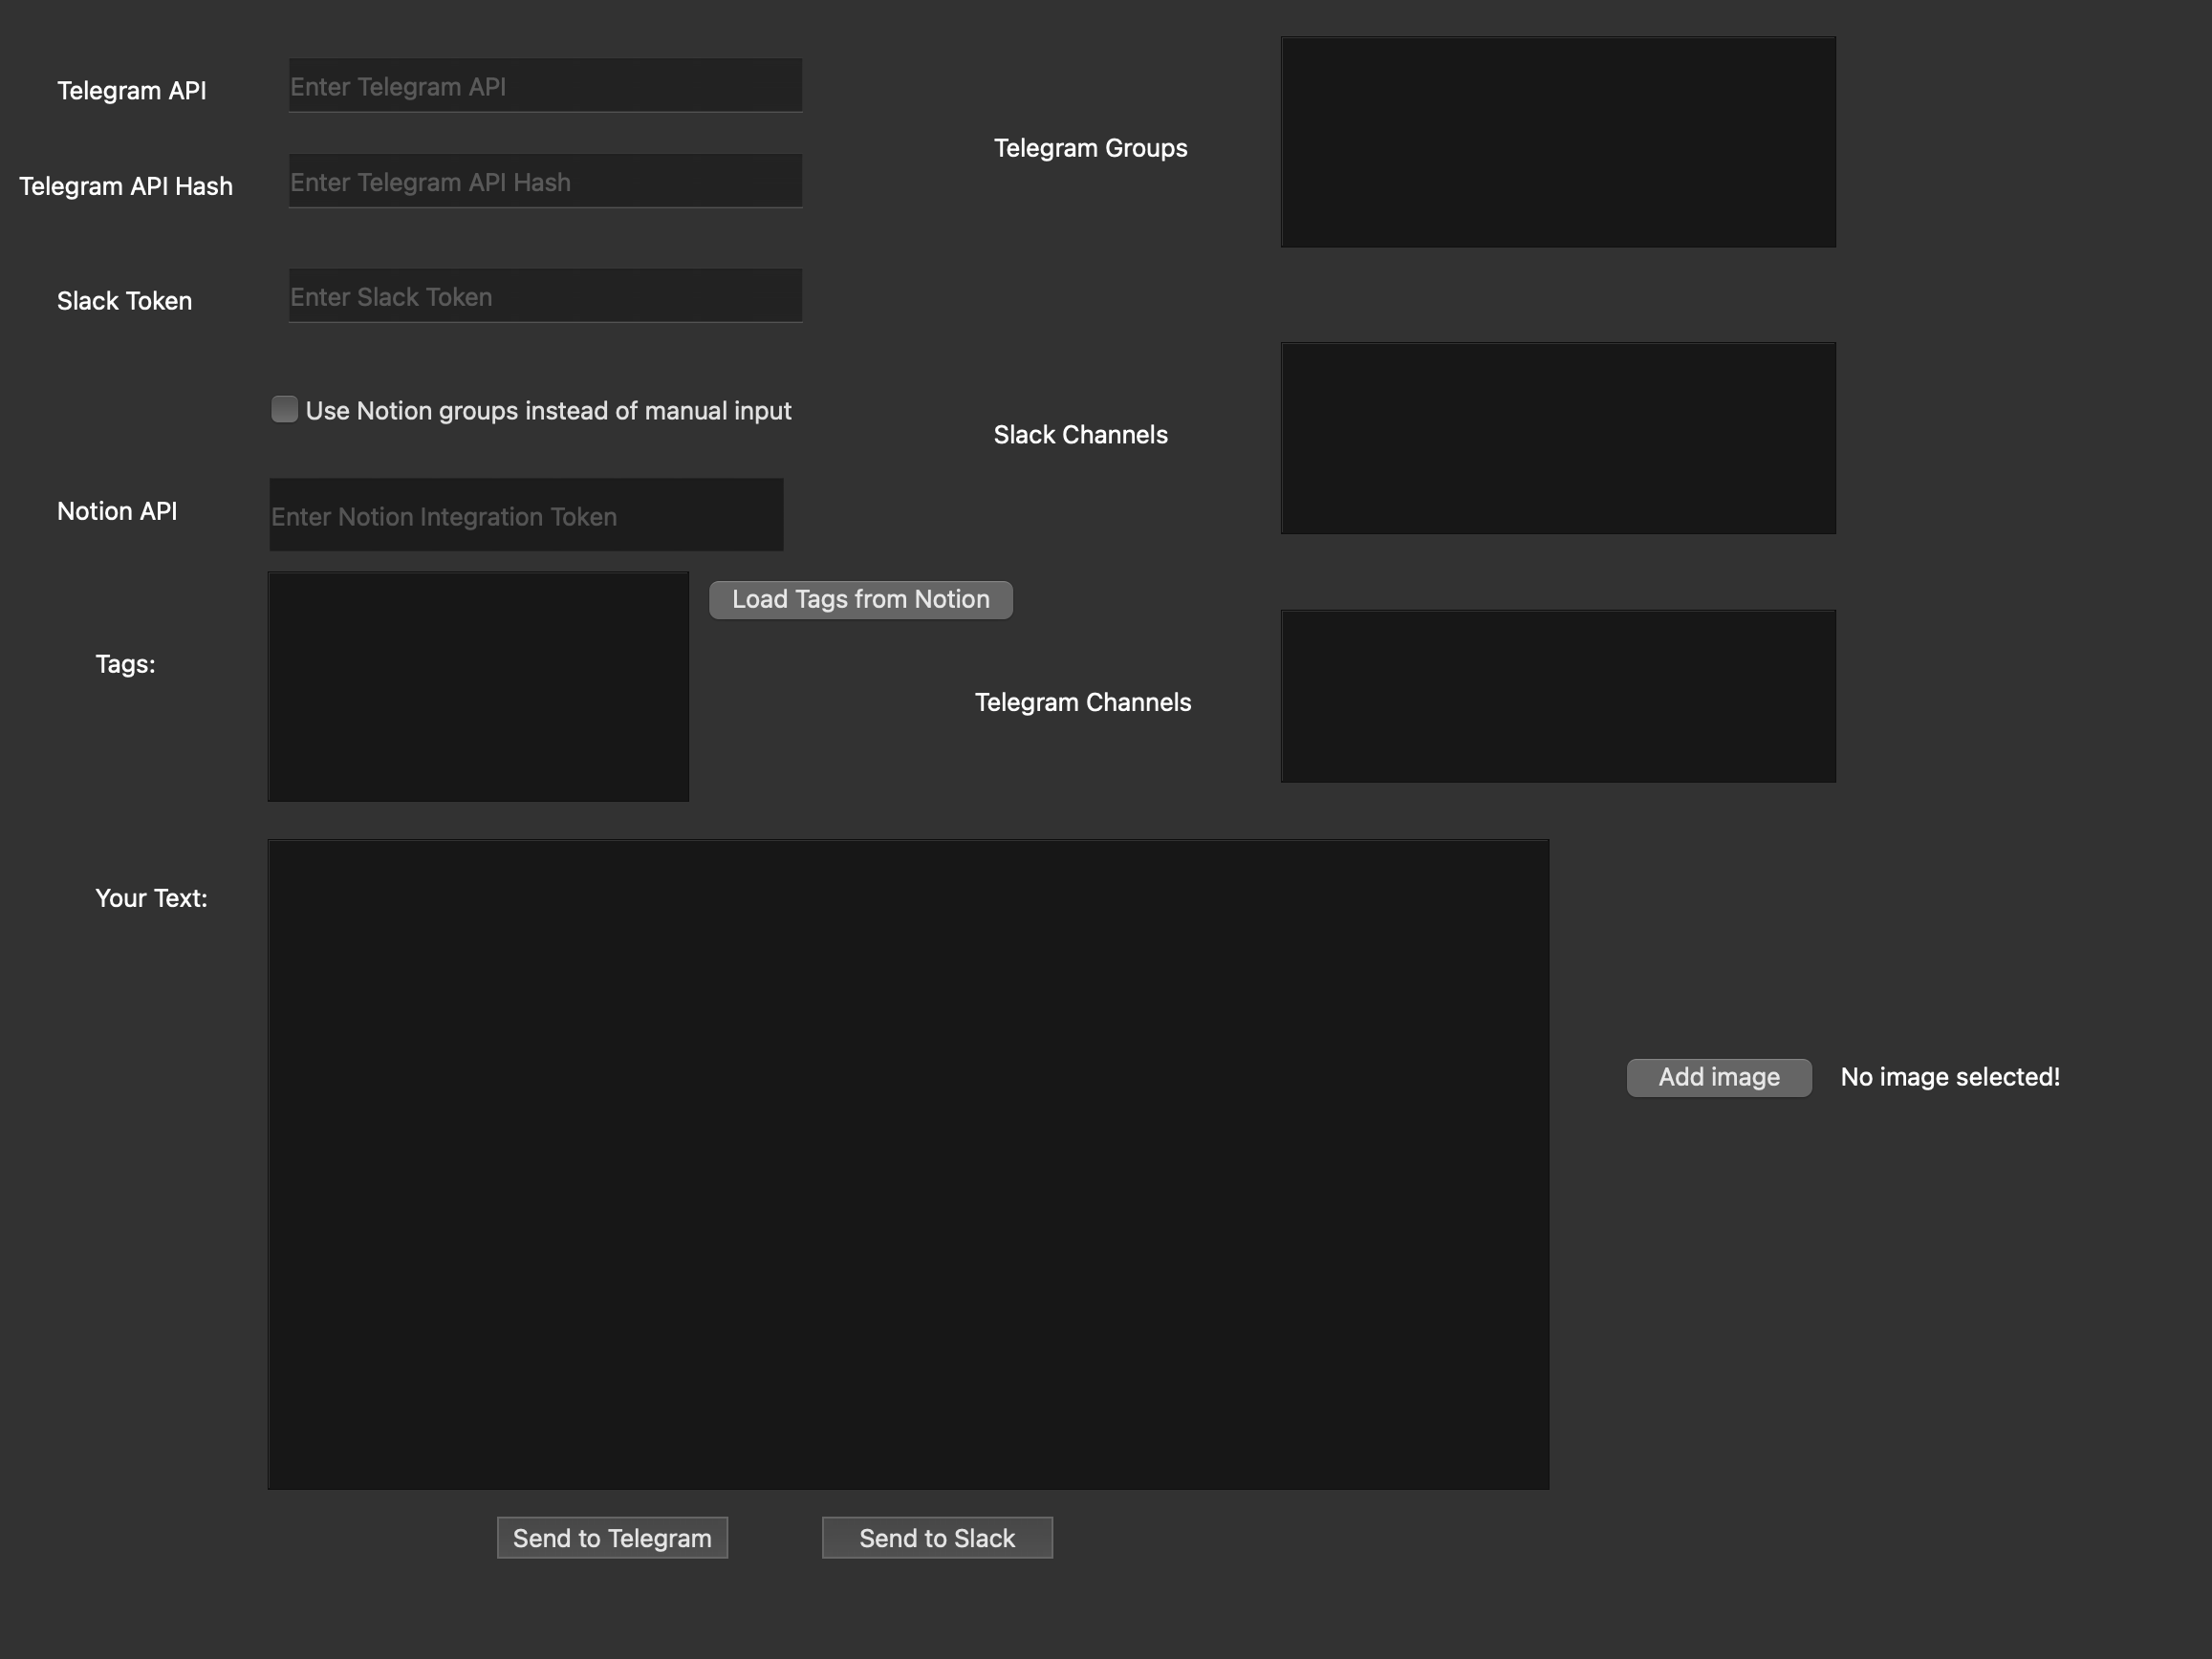 Telegram API
Enter Telegram API
Telegram API Hash
Enter Telegram API Hash
Slack Token
Enter Slack Token
Use Notion groups instead of manual input
Notion API
Enter Notion Integration Token
Tags:
Load Tags from Notion
Telegram Groups
Slack Channels
Telegram Channels
Your Text:
Add image
No image selected!
Send to Telegram
Send to Slack